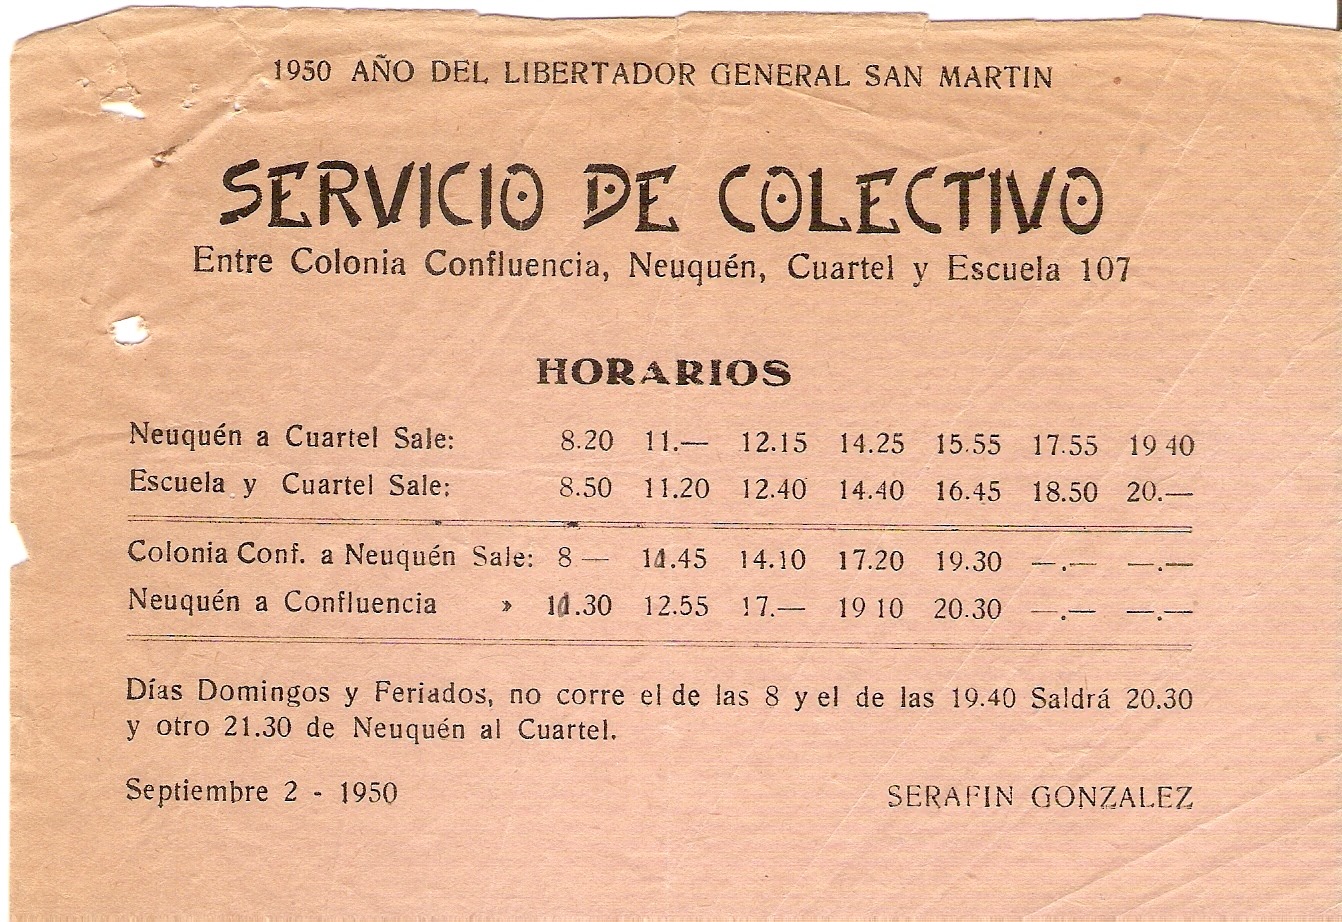 1950 AÑO DEL LIBERTADOR GENERAL SAN MARTIN
SERVICIO DE COLECTIVO
Entre Colonia Confluencia, Neuquén, Cuartel y Escuela 107
HORARIOS
Neuquén a Cuartel Sale: 8.20 11.— 12.15 14.25 15.55 17.55 19 40
Escuela y Cuartel Sale: 8.50 11.20 12.40 14.40 16.45 18.50 20.—
Colonia Conf. a Neuquén Sale: 8 — 11.45 14.10 17.20 19.30 —.— —.—
Neuquén a Confluencia » 11.30 12.55 17.— 19 10 20.30 —.— —.—
Días Domingos y Feriados, no corre el de las 8 y el de las 19.40 Saldrá 20.30
y otro 21.30 de Neuquén al Cuartel.
Septiembre 2 - 1950 SERAFIN GONZALEZ